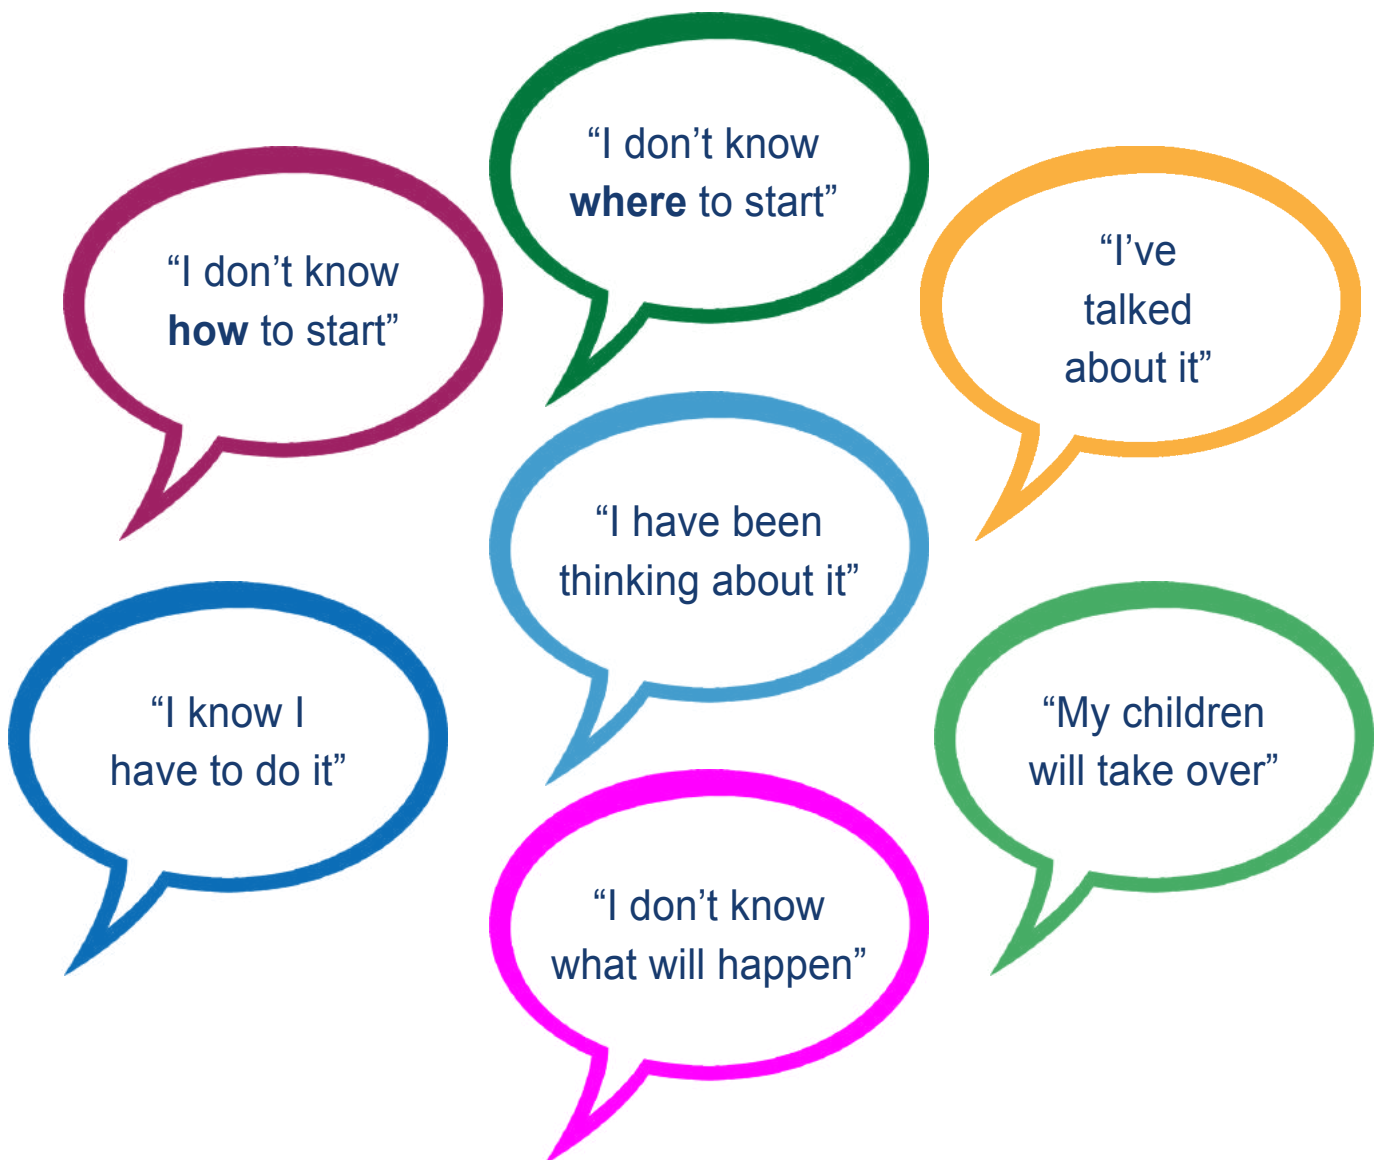 “I don’t know
where to start”
“I don’t know
how to start”
“I’ve
talked
about it”
“I have been
thinking about it”
“I know I
have to do it”
“My children
will take over”
“I don’t know
what will happen”